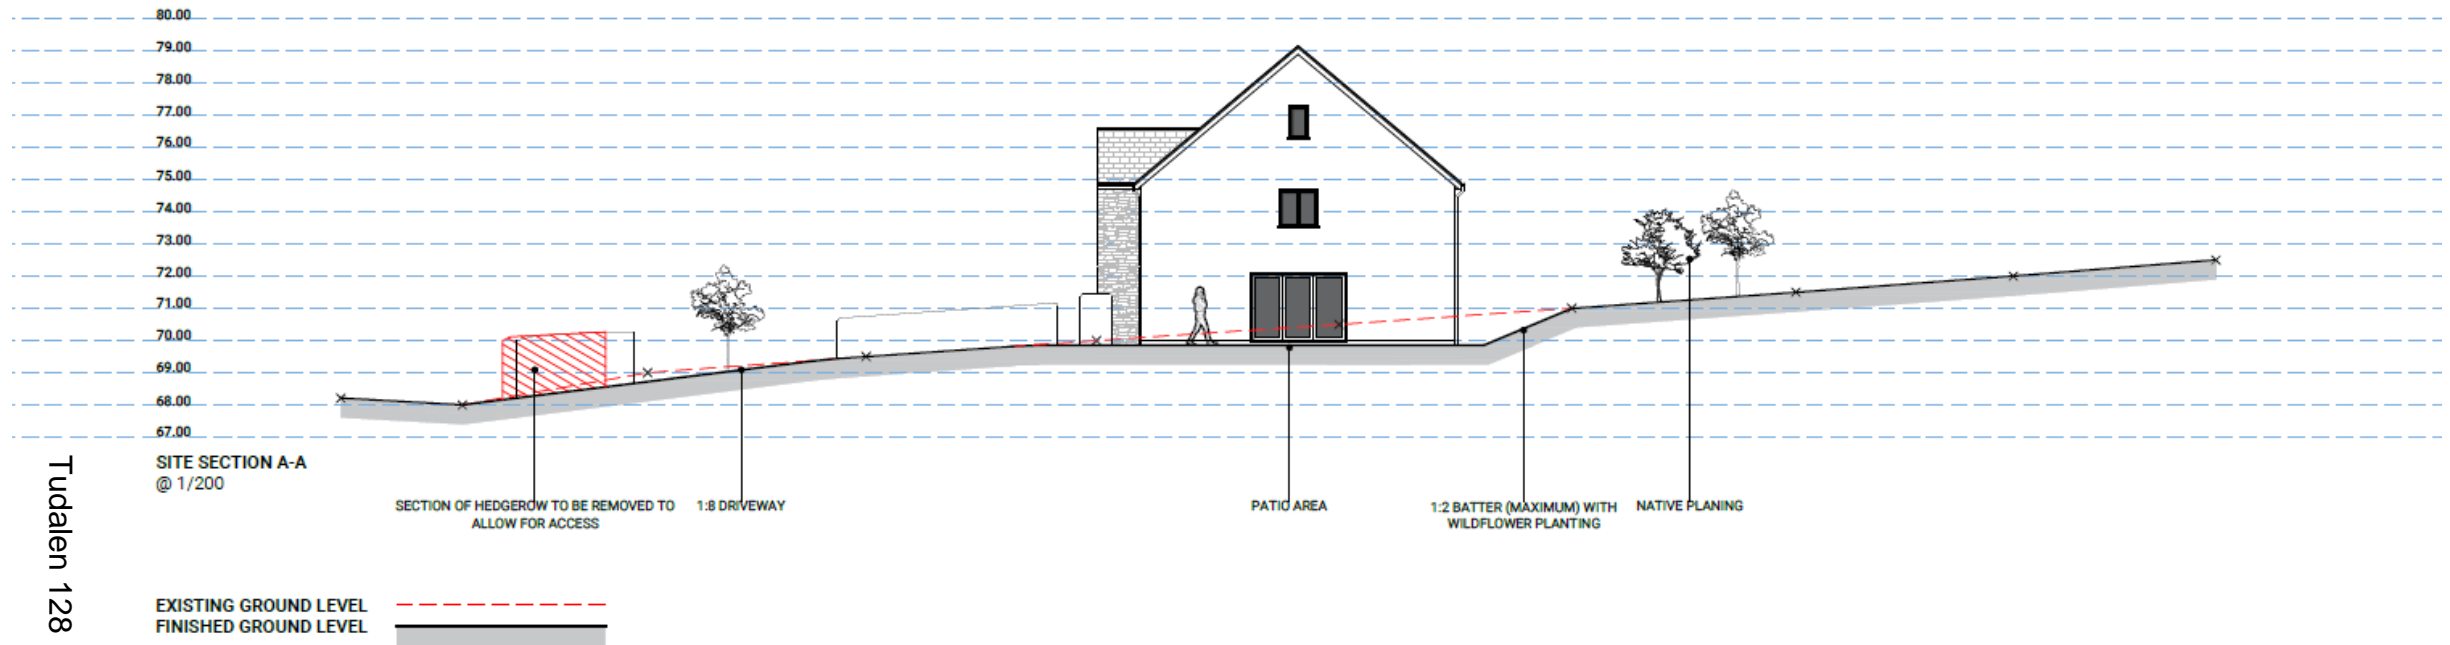 80.00
79.00
78.00
77.00
76.00
75.00
74.00
73.00
72.00
71.00
70.00
69.00
68.00
67.00
SITE SECTION A-A
@ 1/200
SECTION OF HEDGEROW TO BE REMOVED TO
ALLOW FOR ACCESS
1:8 DRIVEWAY
PATIO AREA
1:2 BATTER (MAXIMUM) WITH
WILDFLOWER PLANTING
NATIVE PLANING
EXISTING GROUND LEVEL
FINISHED GROUND LEVEL
Tudalen 128